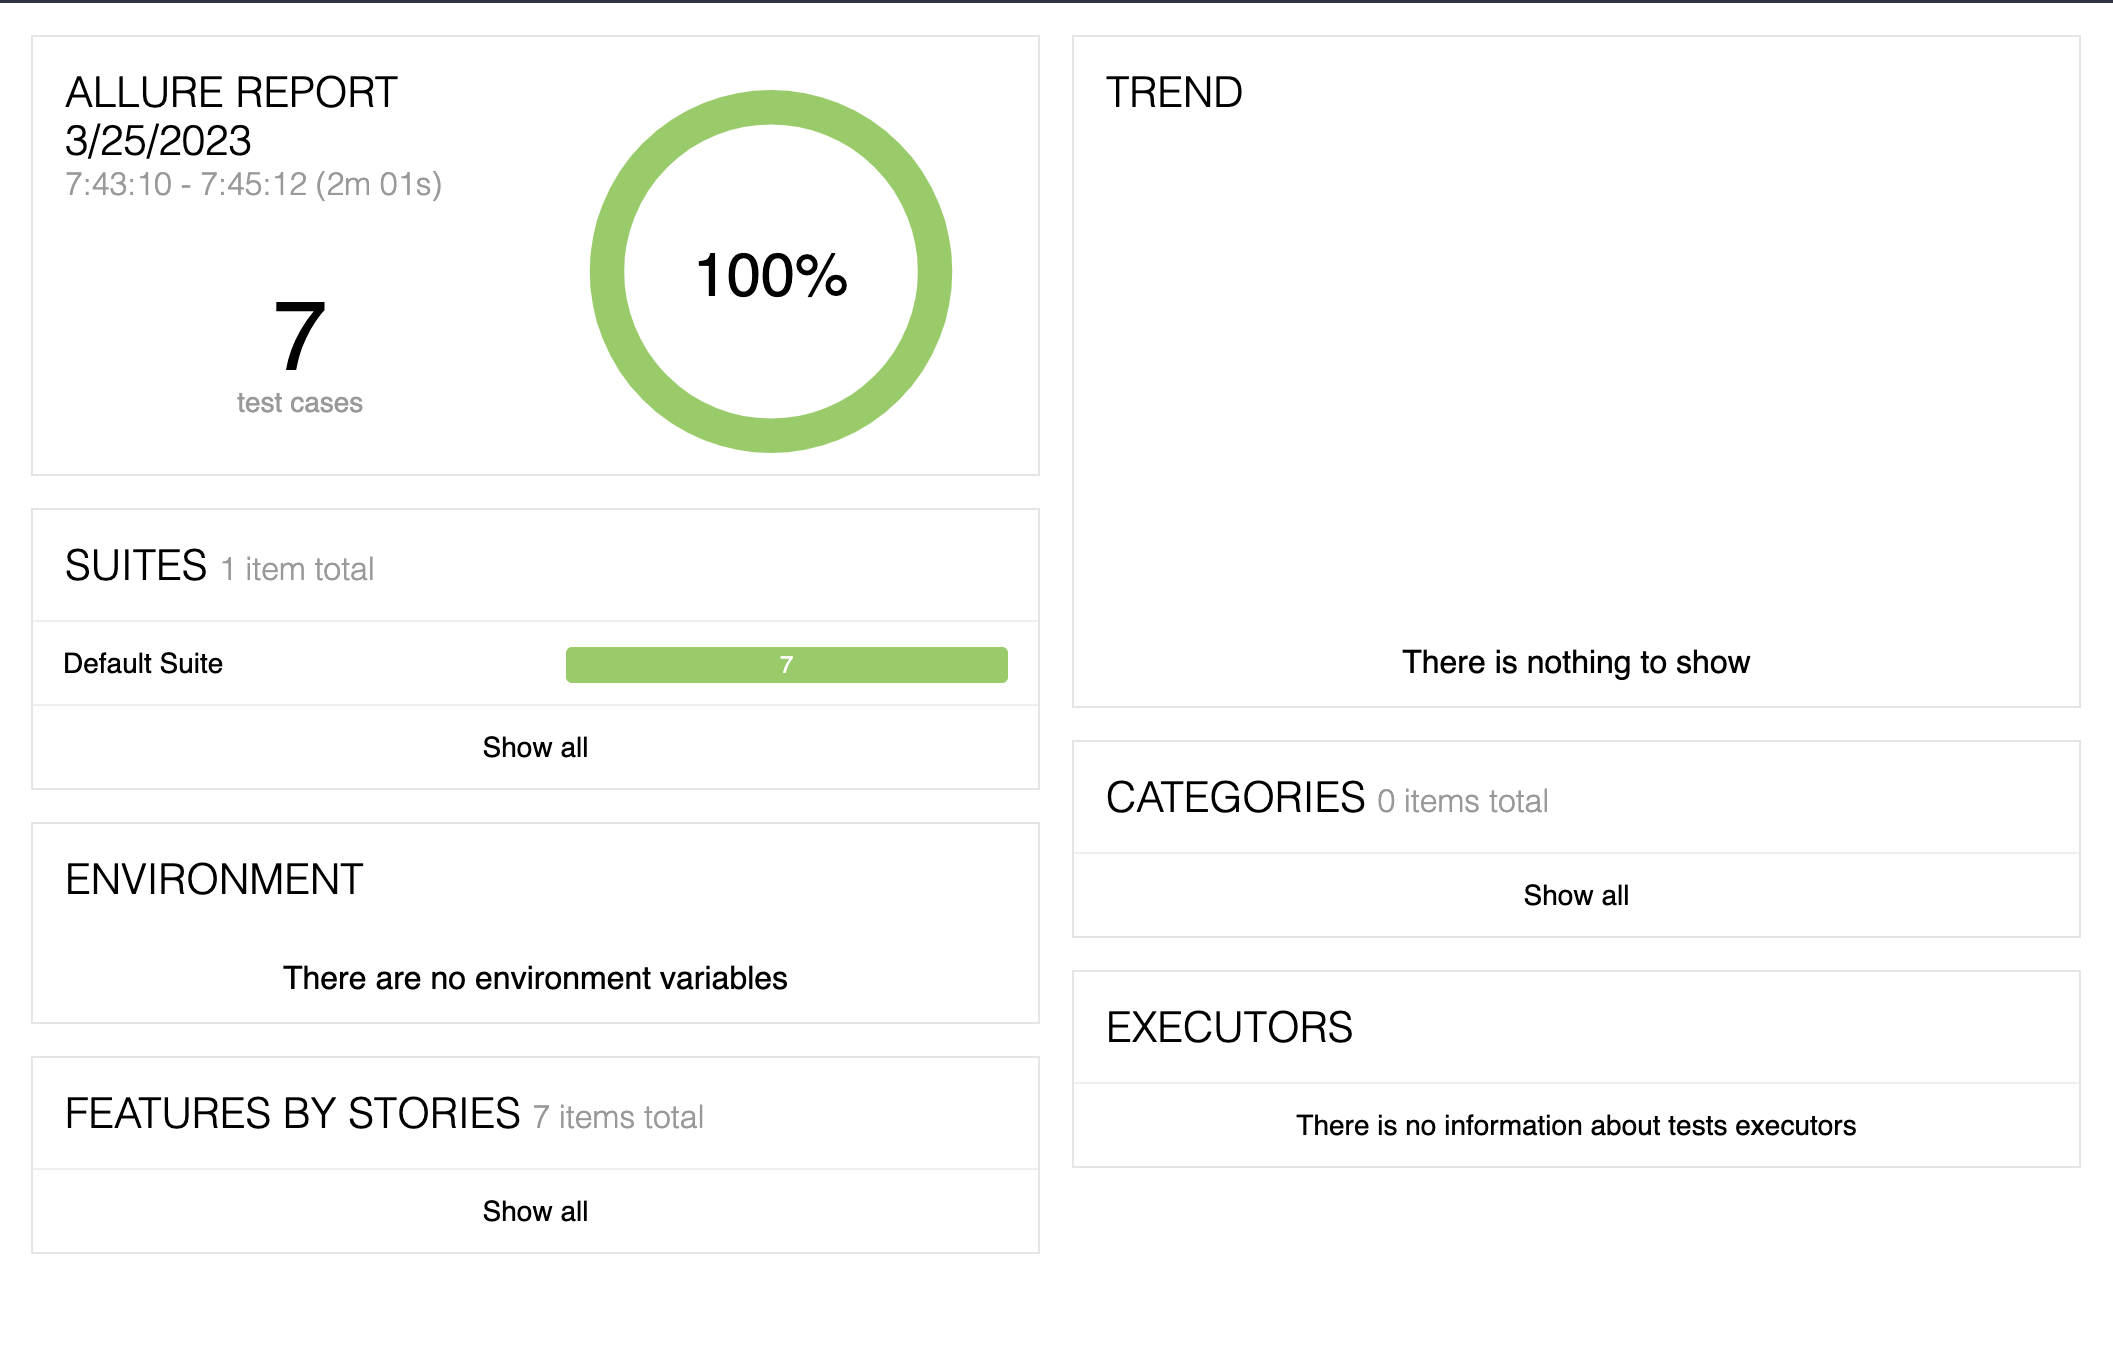 ALLURE REPORT
3/25/2023
7:43:10 - 7:45:12 (2m 01s)
7
test cases
100%
SUITES 1 item total
Default Suite 7
Show all
ENVIRONMENT
There are no environment variables
FEATURES BY STORIES 7 items total
Show all
TREND
There is nothing to show
CATEGORIES 0 items total
Show all
EXECUTORS
There is no information about tests executors